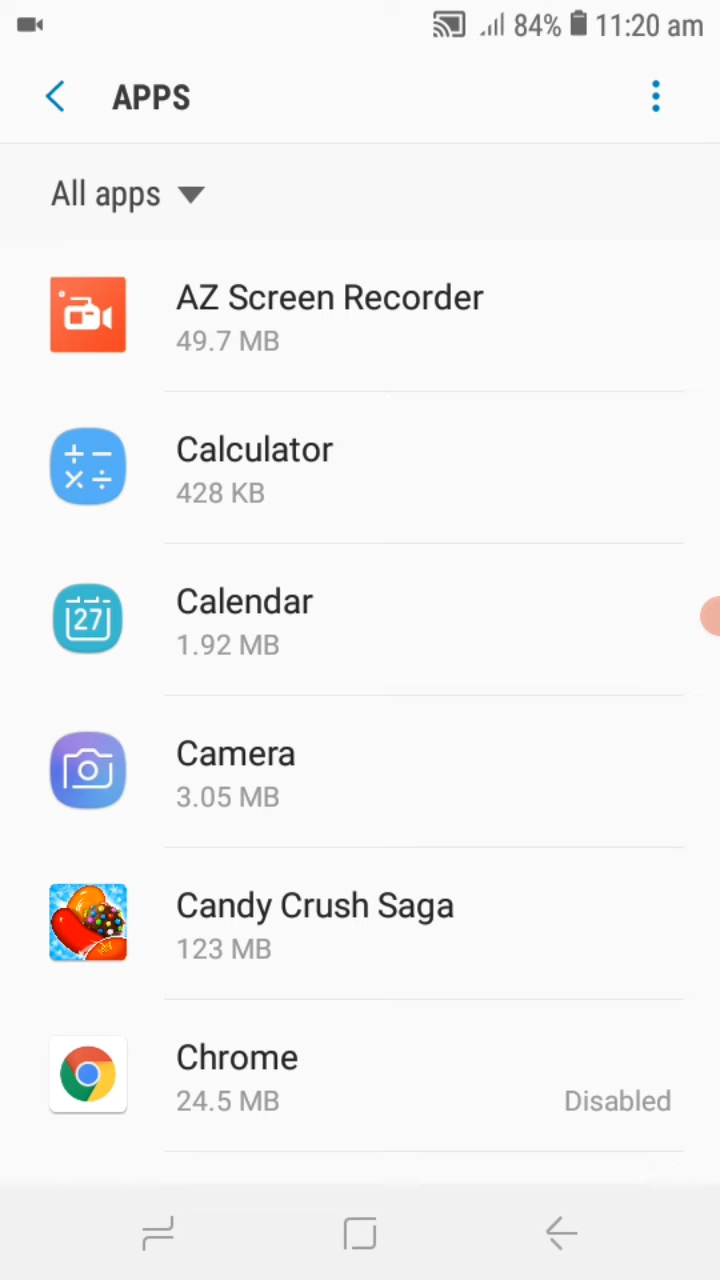 84% 11:20 am
APPS
All apps
AZ Screen Recorder
49.7 MB
Calculator
428 KB
27
Calendar
1.92 MB
Camera
3.05 MB
Candy Crush Saga
123 MB
Chrome
24.5 MB Disabled